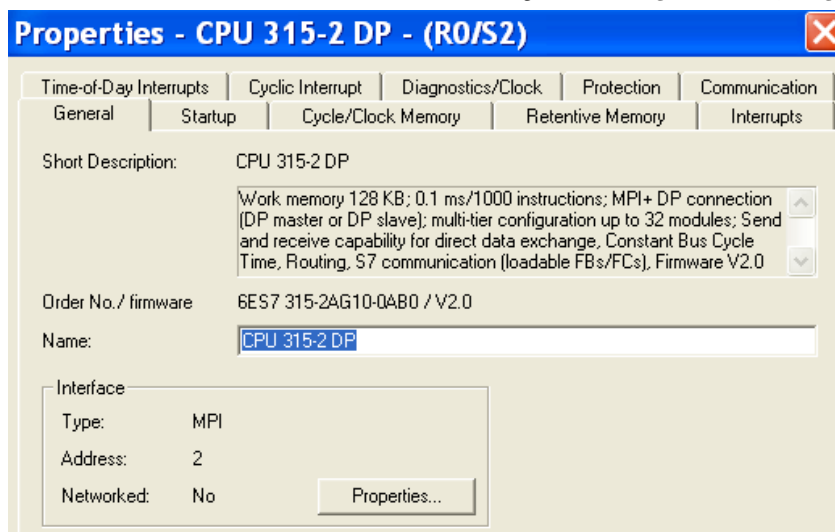 Properties - CPU 315-2 DP - (R0/S2)
Time-of-Day Interrupts Cyclic Interrupt Diagnostics/Clock Protection Communication
General Startup Cycle/Clock Memory Retentive Memory Interrupts
Short Description: CPU 315-2 DP
Work memory 128 KB; 0.1 ms/1000 instructions; MPI+ DP connection
(DP master or DP slave); multi-tier configuration up to 32 modules; Send
and receive capability for direct data exchange, Constant Bus Cycle
Time, Routing, S7 communication (loadable FBs/FCs), Firmware V2.0
Order No./ firmware 6ES7 315-2AG10-0AB0 / V2.0
Name: CPU 315-2 DP
Interface
Type: MPI
Address: 2
Networked: No Properties...